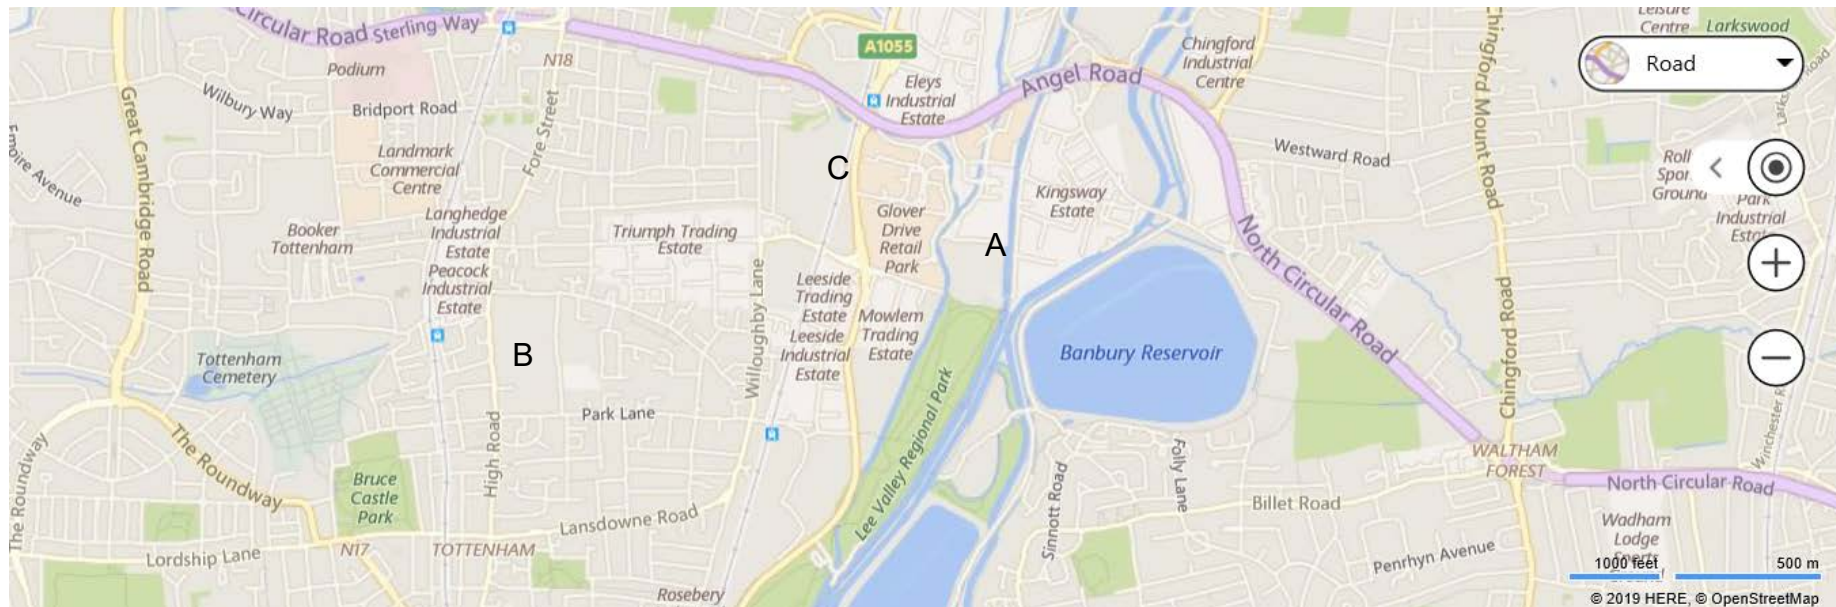 Circular Road Sterling Way
Podium
N18
Wilbury Way
Bridport Road
Great Cambridge Road
Empire Avenue
Landmark
Commercial
Centre
Fore Street
Langhedge
Industrial
Estate
Peacock
Industrial
Estate
Booker
Tottenham
Triumph Trading
Estate
A1055
Eleys
Industrial
Estate
Angel Road
Chingford
Industrial
Centre
C
Glover
Drive
Retail
Park
A
Kingsway
Estate
Westward Road
Chingford Mount Road
Leisure
Centre
Larkswood
Road
Road
Park
Industrial
Estate
North Circular Road
Leeside
Trading
Estate
Leeside
Industrial
Estate
Mowlem
Trading
Estate
Willoughby Lane
B
Tottenham
Cemetery
Banbury Reservoir
Chingford Road
Park Lane
High Road
The Roundway
The Roundway
Bruce
Castle
Park
Lee Valley Regional Park
Sinnott Road
Folly Lane
Billet Road
WALTHAM
FOREST
North Circular Road
Lansdowne Road
Lordship Lane
N17
TOTTENHAM
Rosebery
Penrhyn Avenue
Wadham
Lodge
Sports
Ground
1000 feet
500 m
© 2019 HERE, © OpenStreetMap